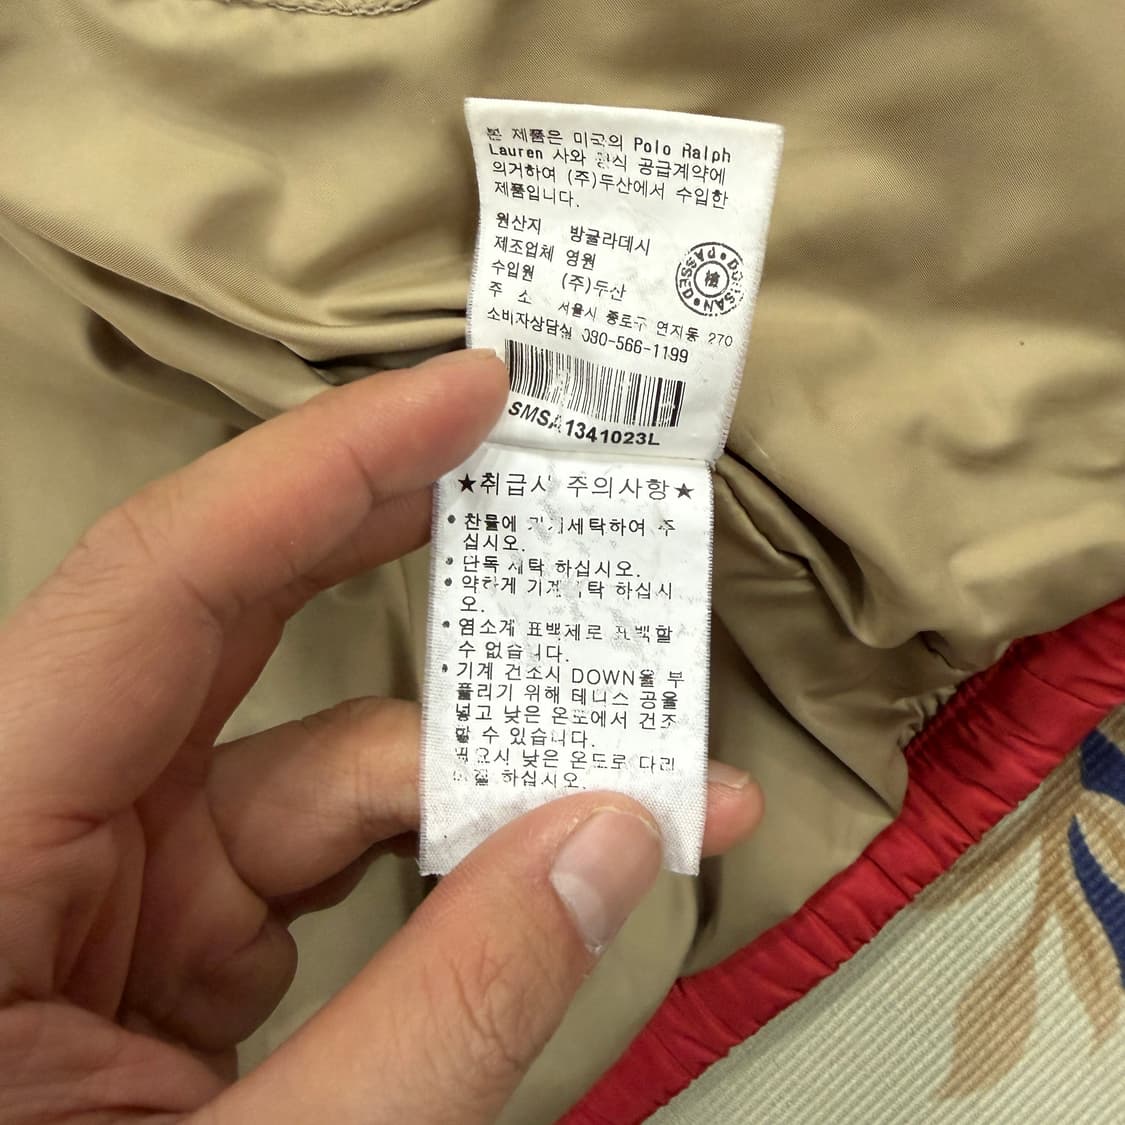 본 제품은 미국의 Polo Ralph
Lauren 사와 공급계약에
의거하여 (주)두산에서 수입한
제품입니다.
원산지 방글라데시
제조업체 영원
수입원 (주)두산
주 소 서울시 종로구 연지동 270
소비자상담실 080-566-1199
DOOSAN PASSED
SMSA1341023L
★취급시 주의사항★
• 찬물에 기계세탁하여 주
십시오.
• 단독 세탁 하십시오.
• 약하게 기계세탁 하십시
오.
• 염소계 표백제로 표백할
수 없습니다.
• 기계 건조시 DOWN을 부
풀리기 위해 테니스 공을
넣고 낮은 온도에서 건조
할 수 있습니다.
필요시 낮은 온도로 다림
질 하십시오.